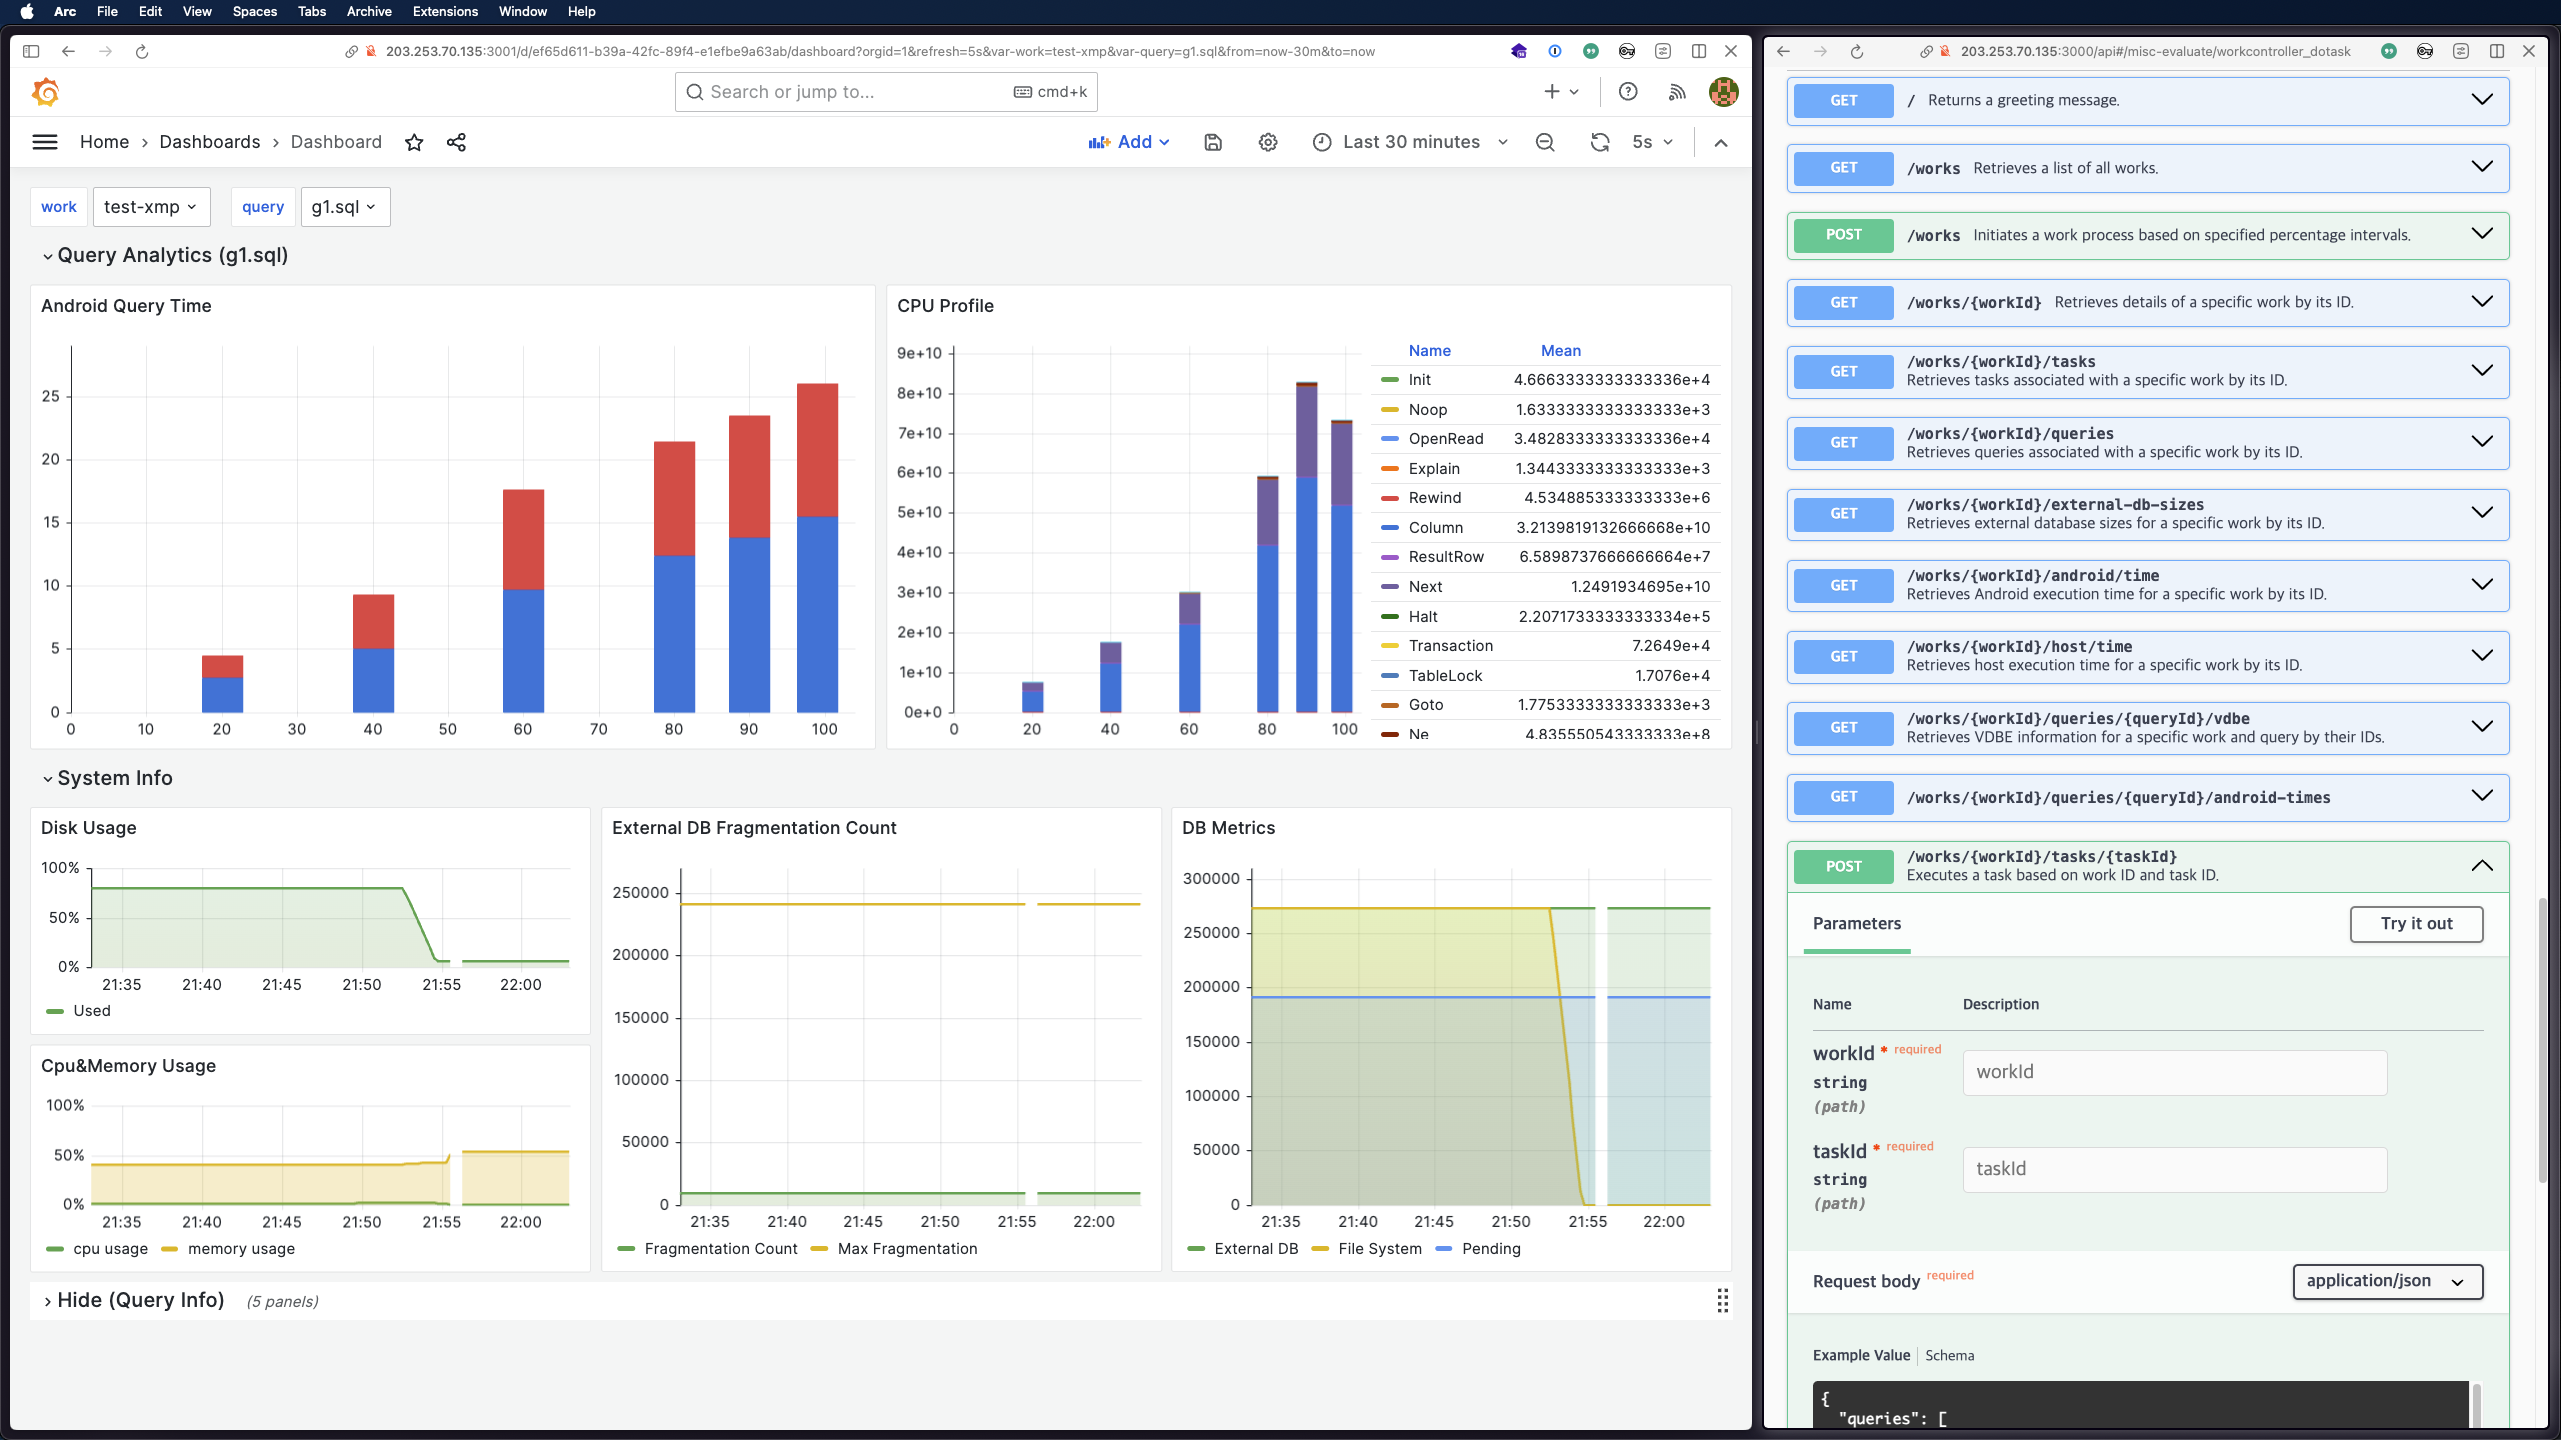 Arc File Edit View Spaces Tabs Archive Extensions Window Help
203.253.70.135:3001/d/ef65d611-b39a-42fc-89f4-e1efbe9a63ab/dashboard?orgid=1&refresh=5s&var-work=test-xmp&var-query=g1.sql&from=now-30m&to=now
Search or jump to... cmd+k
Home › Dashboards › Dashboard
Add
Last 30 minutes
5s
work test-xmp query g1.sql
Query Analytics (g1.sql)
Android Query Time
25
20
15
10
5
0
0 10 20 30 40 50 60 70 80 90 100
CPU Profile
9e+10
8e+10
7e+10
6e+10
5e+10
4e+10
3e+10
2e+10
1e+10
0e+0
0 20 40 60 80 100
Name Mean
Init 4.6663333333333336e+4
Noop 1.6333333333333333e+3
OpenRead 3.4828333333333336e+4
Explain 1.3443333333333333e+3
Rewind 4.534885333333333e+6
Column 3.2139819132666668e+10
ResultRow 6.5898737666666664e+7
Next 1.2491934695e+10
Halt 2.2071733333333334e+5
Transaction 7.2649e+4
TableLock 1.7076e+4
Goto 1.7753333333333333e+3
Ne 4.835550543333333e+8
System Info
Disk Usage
100%
50%
0%
21:35 21:40 21:45 21:50 21:55 22:00
Used
Cpu&Memory Usage
100%
50%
0%
21:35 21:40 21:45 21:50 21:55 22:00
cpu usage memory usage
External DB Fragmentation Count
250000
200000
150000
100000
50000
0
21:35 21:40 21:45 21:50 21:55 22:00
Fragmentation Count Max Fragmentation
DB Metrics
300000
250000
200000
150000
100000
50000
0
21:35 21:40 21:45 21:50 21:55 22:00
External DB File System Pending
Hide (Query Info) (5 panels)
203.253.70.135:3000/api#/misc-evaluate/workcontroller_dotask
GET / Returns a greeting message.
GET /works Retrieves a list of all works.
POST /works Initiates a work process based on specified percentage intervals.
GET /works/{workId} Retrieves details of a specific work by its ID.
GET /works/{workId}/tasks
Retrieves tasks associated with a specific work by its ID.
GET /works/{workId}/queries
Retrieves queries associated with a specific work by its ID.
GET /works/{workId}/external-db-sizes
Retrieves external database sizes for a specific work by its ID.
GET /works/{workId}/android/time
Retrieves Android execution time for a specific work by its ID.
GET /works/{workId}/host/time
Retrieves host execution time for a specific work by its ID.
GET /works/{workId}/queries/{queryId}/vdbe
Retrieves VDBE information for a specific work and query by their IDs.
GET /works/{workId}/queries/{queryId}/android-times
POST /works/{workId}/tasks/{taskId}
Executes a task based on work ID and task ID.
Parameters Try it out
Name Description
workId * required
string
(path)
workId
taskId * required
string
(path)
taskId
Request body required application/json
Example Value Schema
{
"queries": [